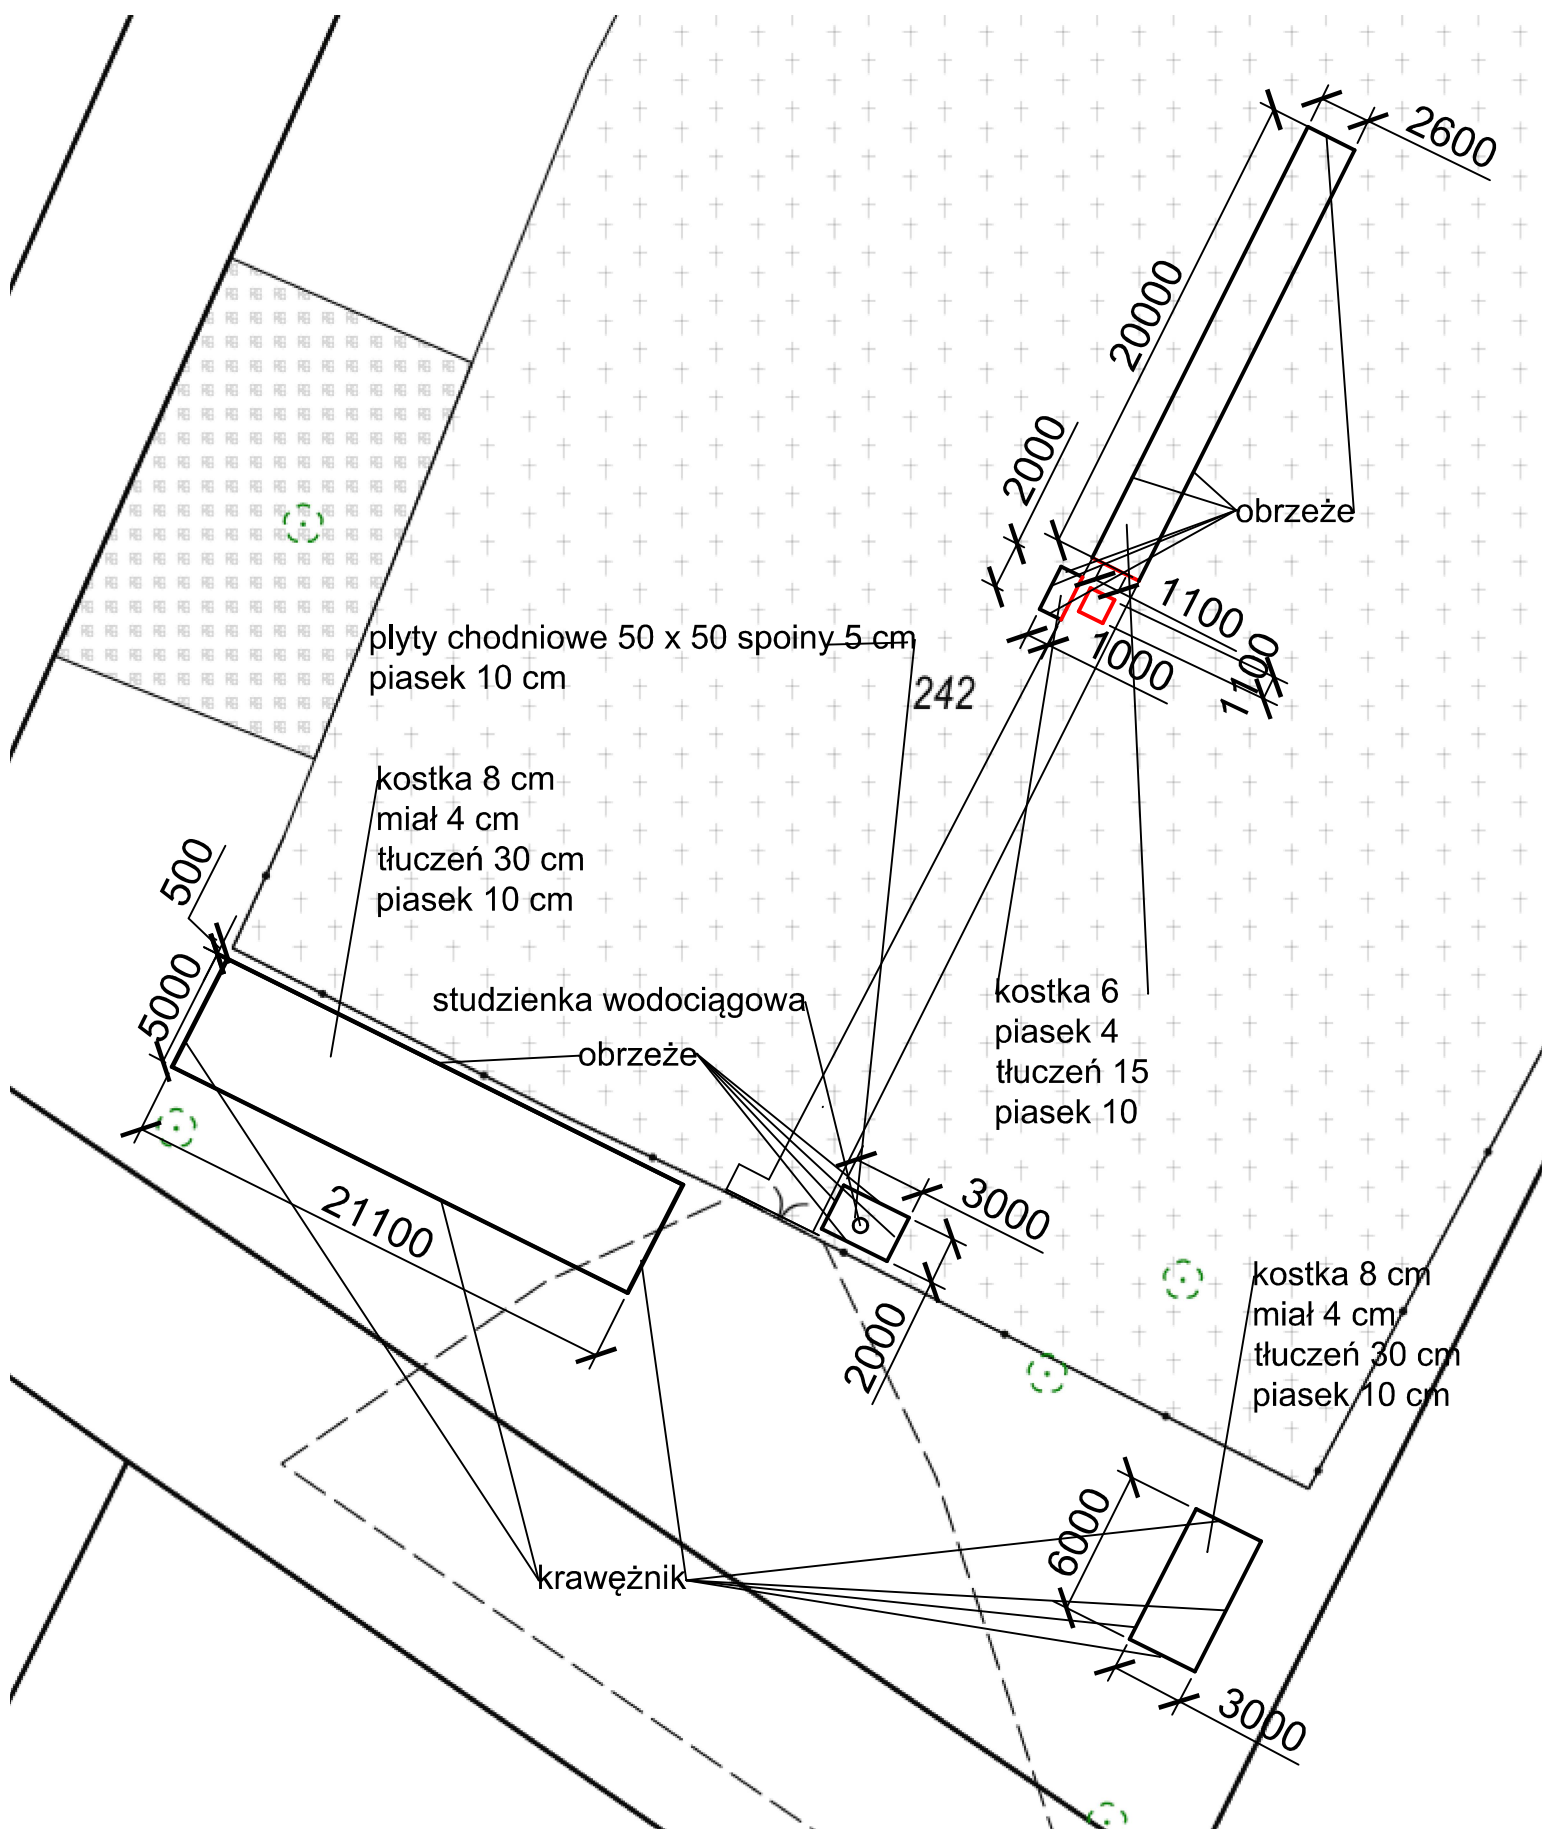 2600
20000
2000
obrzeże
1100
1000
1100
plyty chodniowe 50 x 50 spoiny 5 cm
piasek 10 cm
242
kostka 8 cm
miał 4 cm
tłuczeń 30 cm
piasek 10 cm
500
5000
studzienka wodociągowa
obrzeże
kostka 6
piasek 4
tłuczeń 15
piasek 10
21100
3000
2000
kostka 8 cm
miał 4 cm
tłuczeń 30 cm
piasek 10 cm
6000
krawężnik
3000